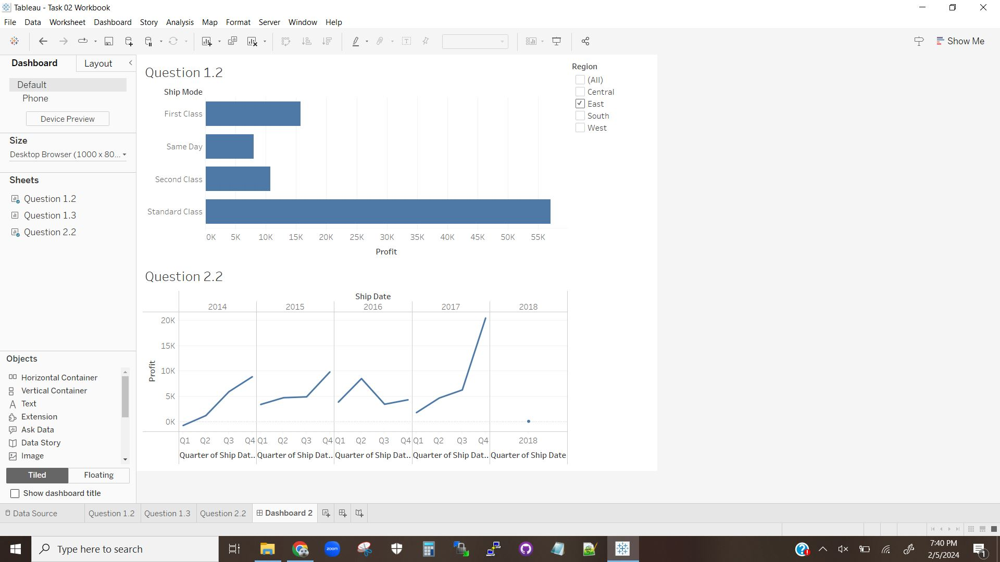 Tableau - Task 02 Workbook
File Data Worksheet Dashboard Story Analysis Map Format Server Window Help
Show Me
Dashboard Layout
Default
Phone
Device Preview
Size
Desktop Browser (1000 x 80...
Sheets
Question 1.2
Question 1.3
Question 2.2
Objects
Horizontal Container
Vertical Container
Text
Extension
Ask Data
Data Story
Image
Tiled Floating
Show dashboard title
Question 1.2
Ship Mode
First Class
Same Day
Second Class
Standard Class
0K 5K 10K 15K 20K 25K 30K 35K 40K 45K 50K 55K
Profit
Region
(All)
Central
East
South
West
Question 2.2
Ship Date
2014 2015 2016 2017 2018
20K
15K
10K
5K
0K
Profit
Q1 Q2 Q3 Q4 Q1 Q2 Q3 Q4 Q1 Q2 Q3 Q4 Q1 Q2 Q3 Q4 2018
Quarter of Ship Dat.. Quarter of Ship Dat.. Quarter of Ship Dat.. Quarter of Ship Dat.. Quarter of Ship Date
Data Source Question 1.2 Question 1.3 Question 2.2 Dashboard 2
Type here to search
zoom
7:40 PM
2/5/2024
1